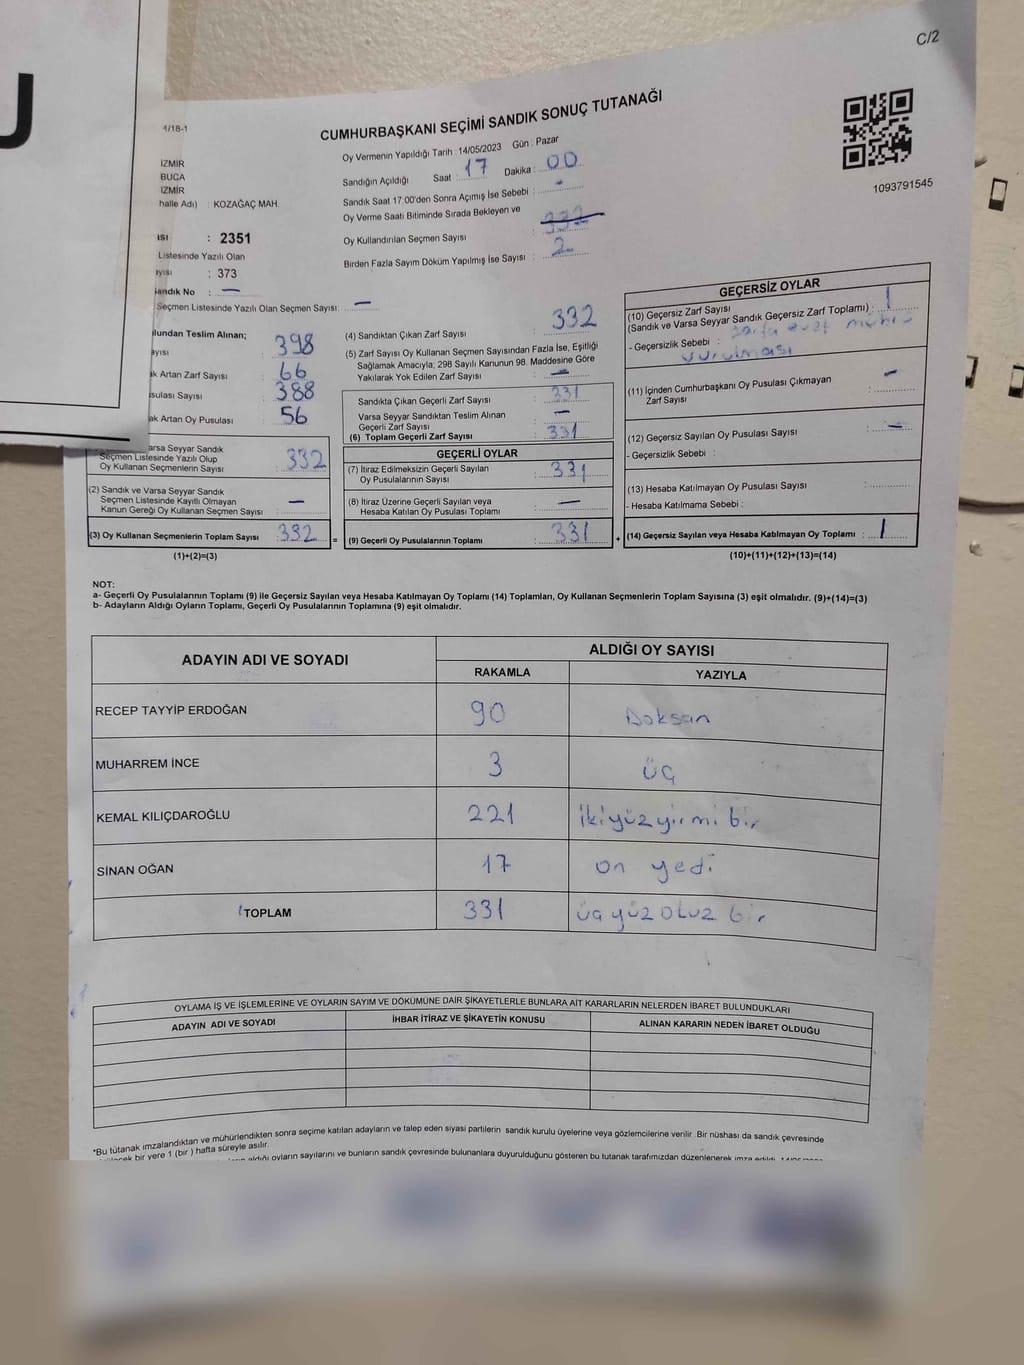 U
C/2
4/18-1
CUMHURBAŞKANI SEÇİMİ SANDIK SONUÇ TUTANAĞI
1093791545
İZMİR
BUCA
İZMİR
halle Adı) : KOZAĞAÇ MAH.
ISI : 2351
Listesinde Yazılı Olan
ayısı : 373
andık No : —
Seçmen Listesinde Yazılı Olan Seçmen Sayısı: —
Oy Vermenin Yapıldığı Tarih : 14/05/2023 Gün : Pazar
Sandığın Açıldığı Saat : 17 Dakika : 00
Sandık Saat 17:00'den Sonra Açımış İse Sebebi : -
Oy Verme Saati Bitiminde Sırada Bekleyen ve
Oy Kullandırılan Seçmen Sayısı : 332
Birden Fazla Sayım Döküm Yapılmış İse Sayısı : 2
lundan Teslim Alınan;
ayısı : 398
k Artan Zarf Sayısı : 66
sulası Sayısı : 388
ak Artan Oy Pusulası : 56
arsa Seyyar Sandık
Seçmen Listesinde Yazılı Olup
Oy Kullanan Seçmenlerin Sayısı : 332
(2) Sandık ve Varsa Seyyar Sandık
Seçmen Listesinde Kayıtlı Olmayan
Kanun Gereği Oy Kullanan Seçmen Sayısı : —
(3) Oy Kullanan Seçmenlerin Toplam Sayısı : 332 =
(1)+(2)=(3)
(4) Sandıktan Çıkan Zarf Sayısı : 332
(5) Zarf Sayısı Oy Kullanan Seçmen Sayısından Fazla İse, Eşitliği
Sağlamak Amacıyla; 298 Sayılı Kanunun 98. Maddesine Göre
Yakılarak Yok Edilen Zarf Sayısı : —
Sandıkta Çıkan Geçerli Zarf Sayısı : 331
Varsa Seyyar Sandıktan Teslim Alınan
Geçerli Zarf Sayısı : —
(6) Toplam Geçerli Zarf Sayısı : 331
GEÇERLİ OYLAR
(7) İtiraz Edilmeksizin Geçerli Sayılan
Oy Pusulalarının Sayısı : 331
(8) İtiraz Üzerine Geçerli Sayılan veya
Hesaba Katılan Oy Pusulası Toplamı : —
(9) Geçerli Oy Pusulalarının Toplamı : 331 +
GEÇERSİZ OYLAR
(10) Geçersiz Zarf Sayısı
(Sandık ve Varsa Seyyar Sandık Geçersiz Zarf Toplamı) : 1
- Geçersizlik Sebebi : zarfa evet mührü
vurulması
(11) İçinden Cumhurbaşkanı Oy Pusulası Çıkmayan
Zarf Sayısı : —
(12) Geçersiz Sayılan Oy Pusulası Sayısı : —
- Geçersizlik Sebebi :
(13) Hesaba Katılmayan Oy Pusulası Sayısı :
- Hesaba Katılmama Sebebi :
(14) Geçersiz Sayılan veya Hesaba Katılmayan Oy Toplamı : 1
(10)+(11)+(12)+(13)=(14)
NOT:
a- Geçerli Oy Pusulalarının Toplamı (9) ile Geçersiz Sayılan veya Hesaba Katılmayan Oy Toplamı (14) Toplamları, Oy Kullanan Seçmenlerin Toplam Sayısına (3) eşit olmalıdır. (9)+(14)=(3)
b- Adayların Aldığı Oyların Toplamı, Geçerli Oy Pusulalarının Toplamına (9) eşit olmalıdır.
ADAYIN ADI VE SOYADI
ALDIĞI OY SAYISI
RAKAMLA YAZIYLA
RECEP TAYYİP ERDOĞAN 90 Doksan
MUHARREM İNCE 3 üç
KEMAL KILIÇDAROĞLU 221 ikiyüzyirmi bir
SİNAN OĞAN 17 on yedi
TOPLAM 331 üçyüzotuz bir
OYLAMA İŞ VE İŞLEMLERİNE VE OYLARIN SAYIM VE DÖKÜMÜNE DAİR ŞİKAYETLERLE BUNLARA AİT KARARLARIN NELERDEN İBARET BULUNDUKLARI
ADAYIN ADI VE SOYADI İHBAR İTİRAZ VE ŞİKAYETİN KONUSU ALINAN KARARIN NEDEN İBARET OLDUĞU
*Bu tutanak imzalandıktan ve mühürlendikten sonra seçime katılan adayların ve talep eden siyasi partilerin sandık kurulu üyelerine veya gözlemcilerine verilir. Bir nüshası da sandık çevresinde
bir yere 1 (bir) hafta süreyle asılır.
aldığı oyların sayılarını ve bunların sandık çevresinde bulunanlara duyurulduğunu gösteren bu tutanak tarafımızdan düzenlenerek imza edildi.